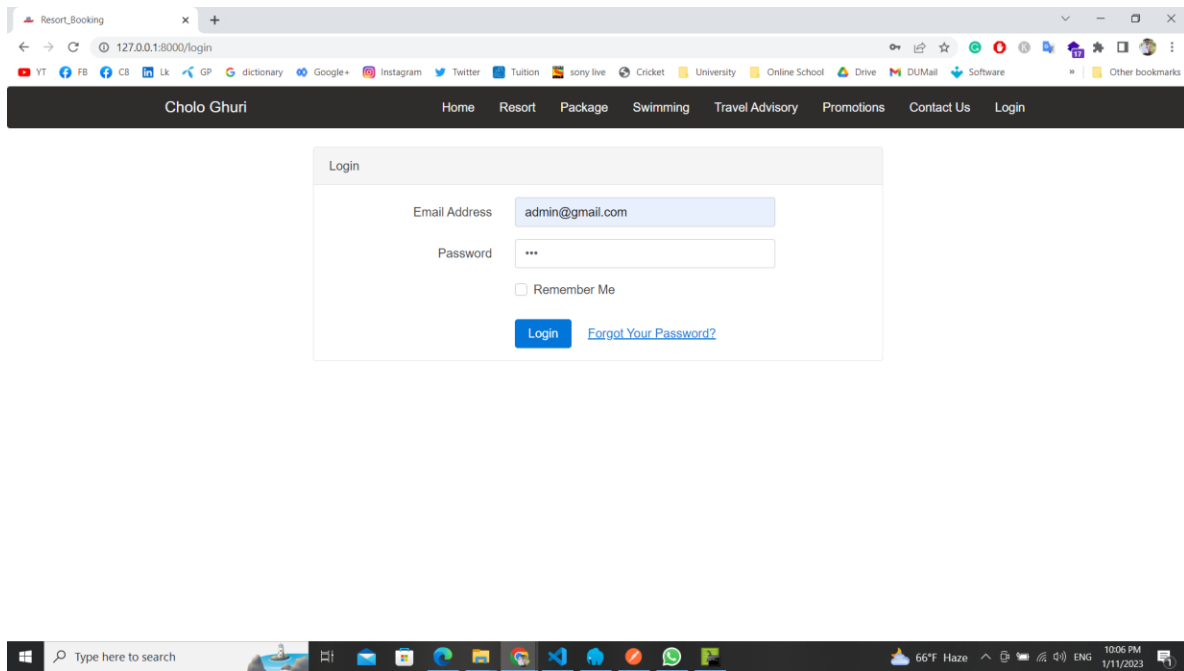 Resort_Booking
127.0.0.1:8000/login
17
YT FB CB Lk GP dictionary Google+ Instagram Twitter Tuition sony live Cricket University Online School Drive DUMail Software » Other bookmarks
Cholo Ghuri Home Resort Package Swimming Travel Advisory Promotions Contact Us Login
Login
Email Address admin@gmail.com
Password •••
Remember Me
Login Forgot Your Password?
Type here to search 66°F Haze ENG 10:06 PM
1/11/2023